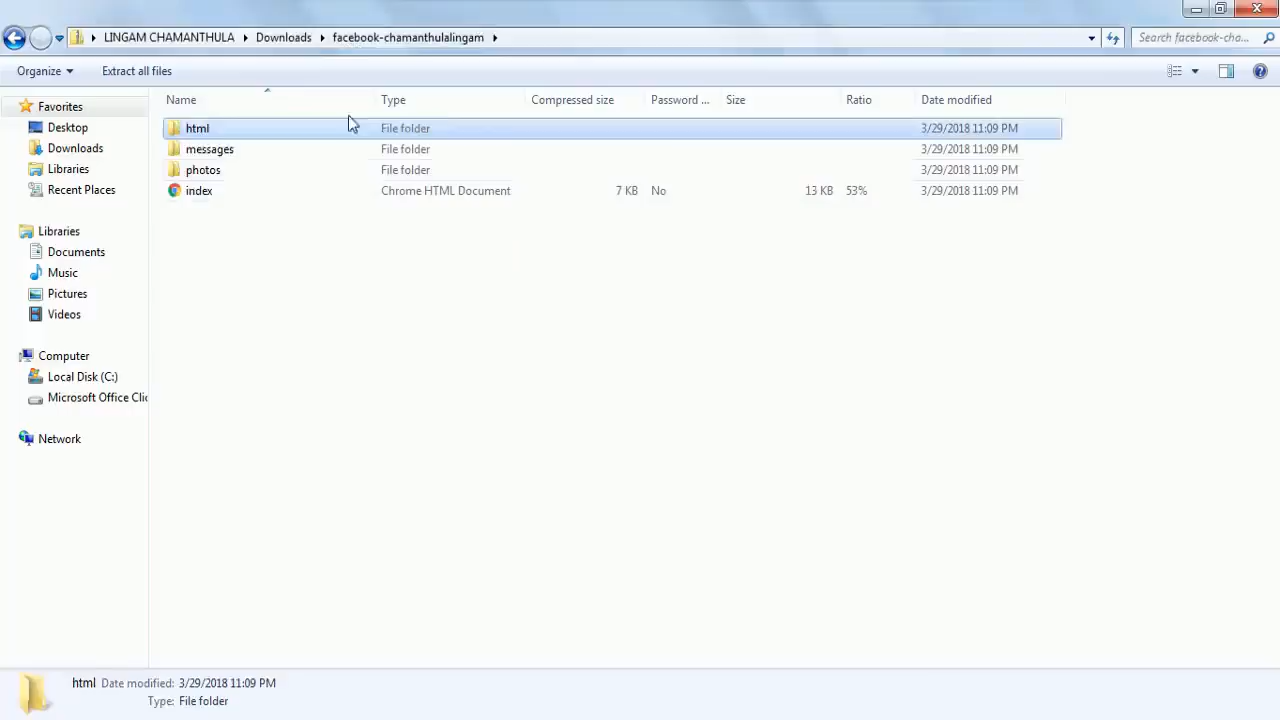 LINGAM CHAMANTHULA Downloads facebook-chamanthulalingam Search facebook-cha...
Organize Extract all files
Name Type Compressed size Password ... Size Ratio Date modified
Favorites
Desktop
Downloads
Libraries
Recent Places
Libraries
Documents
Music
Pictures
Videos
Computer
Local Disk (C:)
Microsoft Office Clic
Network
html File folder 3/29/2018 11:09 PM
messages File folder 3/29/2018 11:09 PM
photos File folder 3/29/2018 11:09 PM
index Chrome HTML Document 7 KB No 13 KB 53% 3/29/2018 11:09 PM
html Date modified: 3/29/2018 11:09 PM
Type: File folder